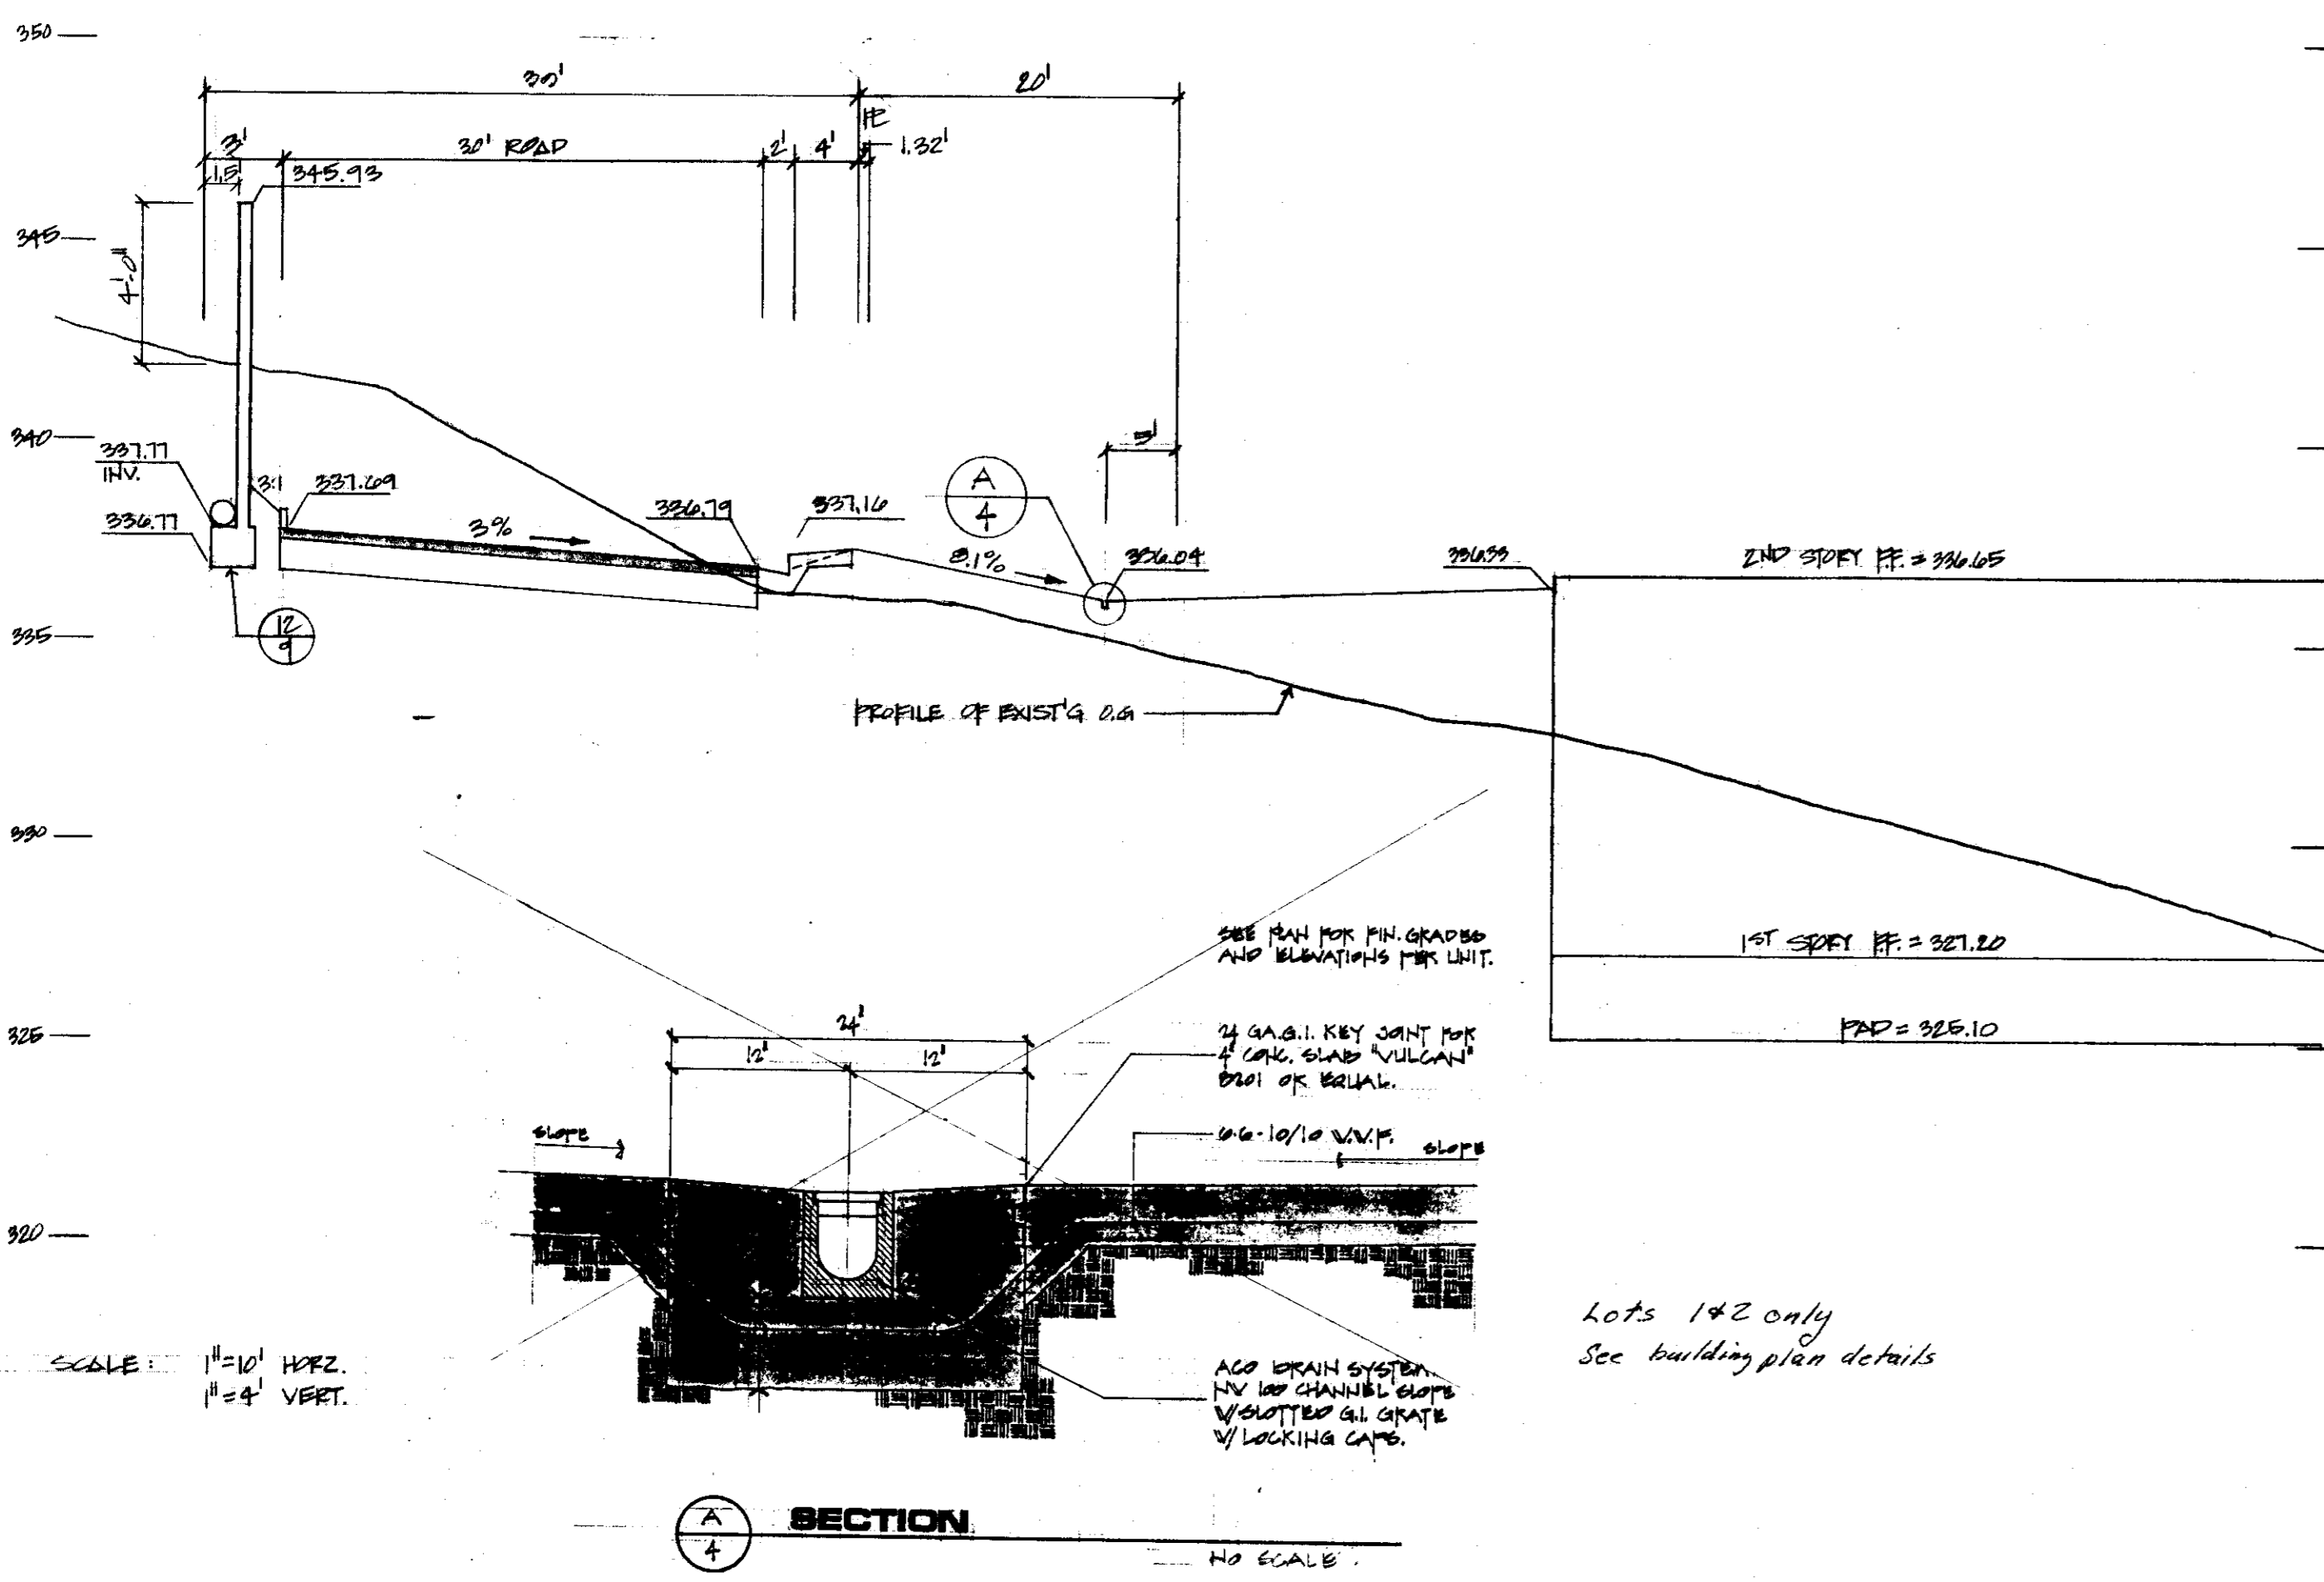 350
30'
20'
PL
3'
30' ROAD
2'
4'
1.32'
1.5'
345.93
345
4'-0"
340
337.77
INV.
3:1
337.69
336.77
3%
336.79
337.16
A
4
5'
8.1%
336.04
336.33
2ND STORY F.F. = 336.65
335
12
9
PROFILE OF EXIST'G O.G
330
SEE PLAN FOR FIN. GRADES
AND ELEVATIONS PER UNIT.
1ST STORY F.F. = 327.20
325
24"
12"
12"
24 GA.G.I. KEY JOINT FOR
4" CONC. SLAB "VULCAN"
OR EQUAL.
PAD = 325.10
SLOPE
6·6-10/10 W.W.F.
SLOPE
320
SCALE: 1"=10' HORZ.
1"=4' VERT.
ACO DRAIN SYSTEM
NV 100 CHANNEL SLOPE
W/SLOTTED G.I. GRATE
W/ LOCKING CAPS.
Lots 1&2 only
See building plan details
A
4
SECTION
NO SCALE.